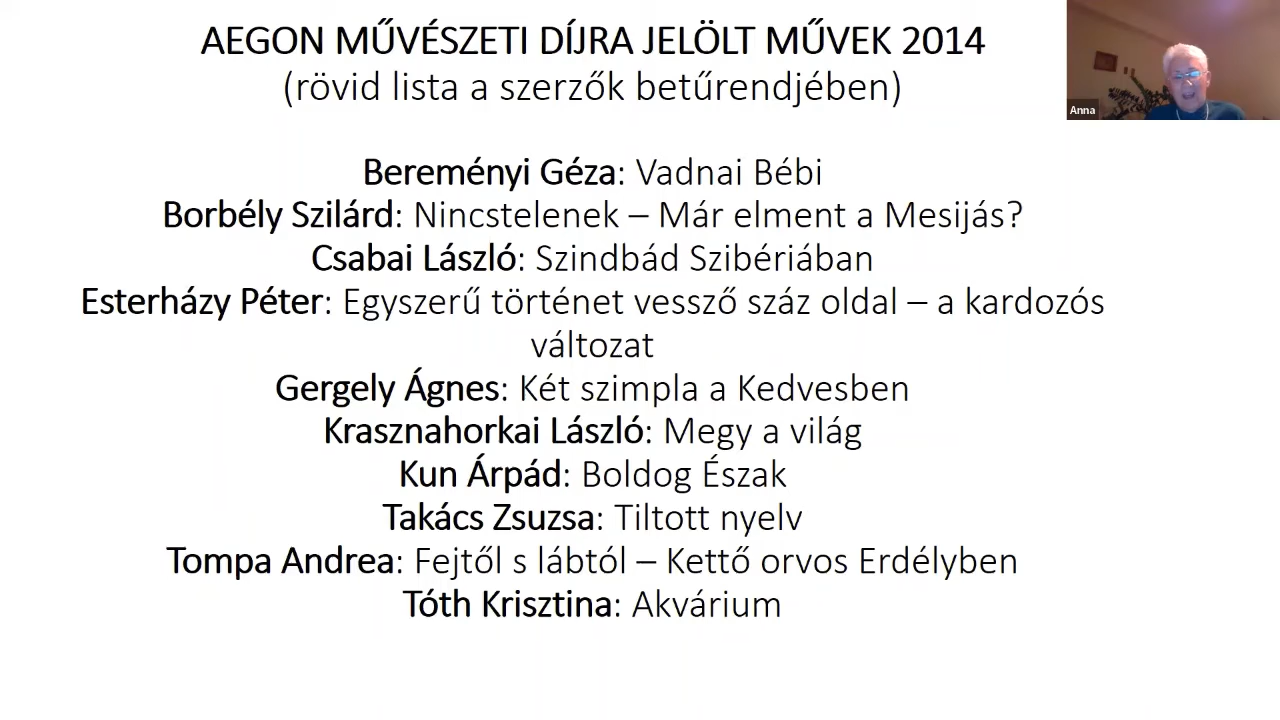 AEGON MŰVÉSZETI DÍJRA JELÖLT MŰVEK 2014
(rövid lista a szerzők betűrendjében)
Anna
Bereményi Géza: Vadnai Bébi
Borbély Szilárd: Nincstelenek – Már elment a Mesijás?
Csabai László: Szindbád Szibériában
Esterházy Péter: Egyszerű történet vessző száz oldal – a kardozós
változat
Gergely Ágnes: Két szimpla a Kedvesben
Krasznahorkai László: Megy a világ
Kun Árpád: Boldog Észak
Takács Zsuzsa: Tiltott nyelv
Tompa Andrea: Fejtől s lábtól – Kettő orvos Erdélyben
Tóth Krisztina: Akvárium